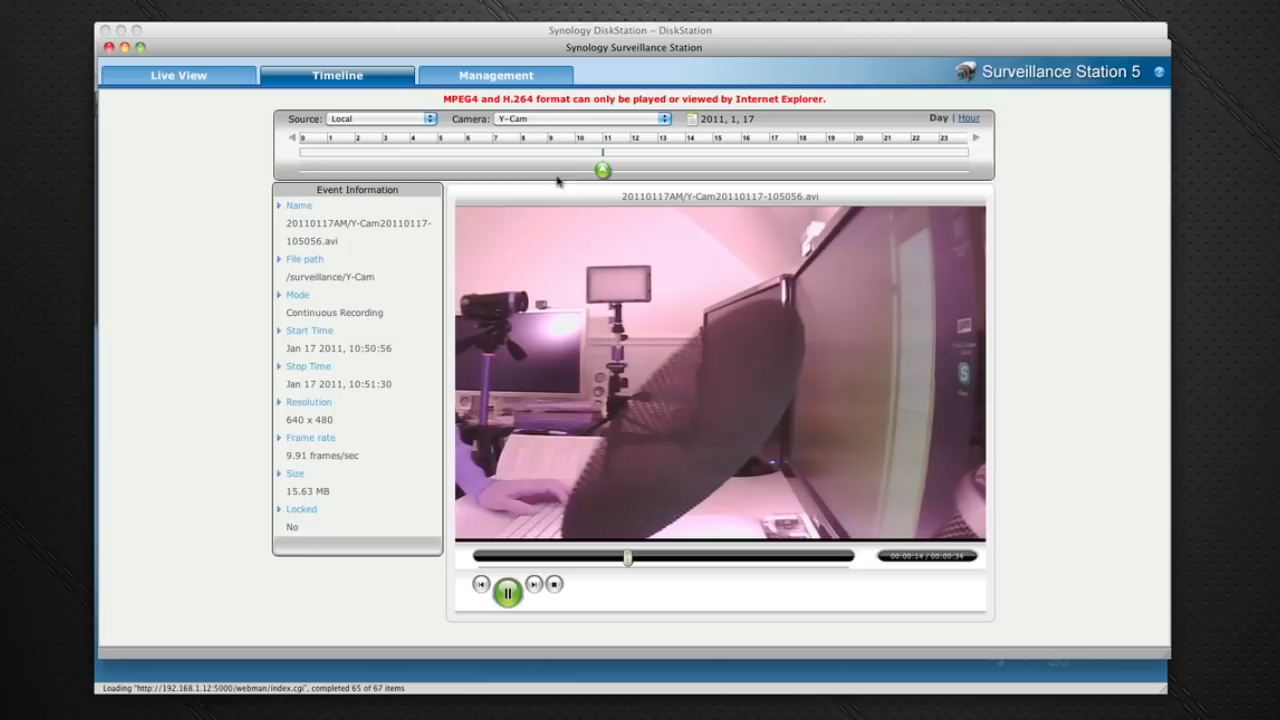 Synology DiskStation – DiskStation
Synology Surveillance Station
Live View
Timeline
Management
Surveillance Station 5
MPEG4 and H.264 format can only be played or viewed by Internet Explorer.
Source: Local Camera: Y-Cam 2011, 1, 17 Day | Hour
0 1 2 3 4 5 6 7 8 9 10 11 12 13 14 15 16 17 18 19 20 21 22 23
Event Information
Name
20110117AM/Y-Cam20110117-
105056.avi
File path
/surveillance/Y-Cam
Mode
Continuous Recording
Start Time
Jan 17 2011, 10:50:56
Stop Time
Jan 17 2011, 10:51:30
Resolution
640 x 480
Frame rate
9.91 frames/sec
Size
15.63 MB
Locked
No
20110117AM/Y-Cam20110117-105056.avi
00:00:14 / 00:00:34
Loading "http://192.168.1.12:5000/webman/index.cgi", completed 65 of 67 items